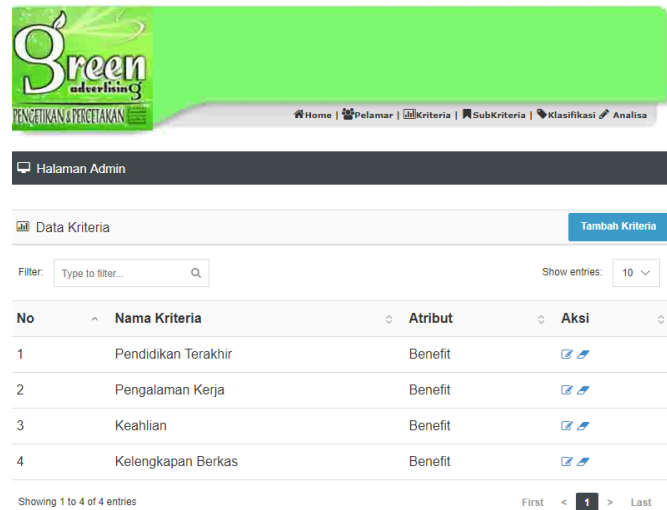 green
advertising
PENGETIKAN & PERCETAKAN
Home | Pelamar | Kriteria | SubKriteria | Klasifikasi Analisa
Halaman Admin
Data Kriteria Tambah Kriteria
Filter: Type to filter... Show entries: 10
No Nama Kriteria Atribut Aksi
1 Pendidikan Terakhir Benefit
2 Pengalaman Kerja Benefit
3 Keahlian Benefit
4 Kelengkapan Berkas Benefit
Showing 1 to 4 of 4 entries First < 1 > Last